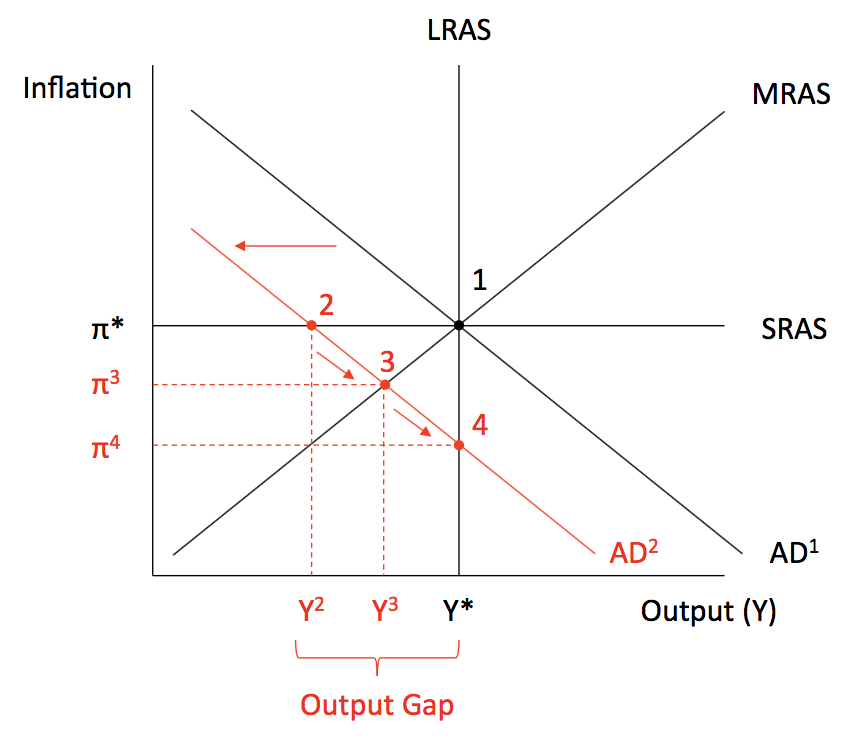 LRAS
Inflation
MRAS
1
2
π*
SRAS
3
π³
4
π⁴
AD²
AD¹
Y²
Y³
Y*
Output (Y)
Output Gap